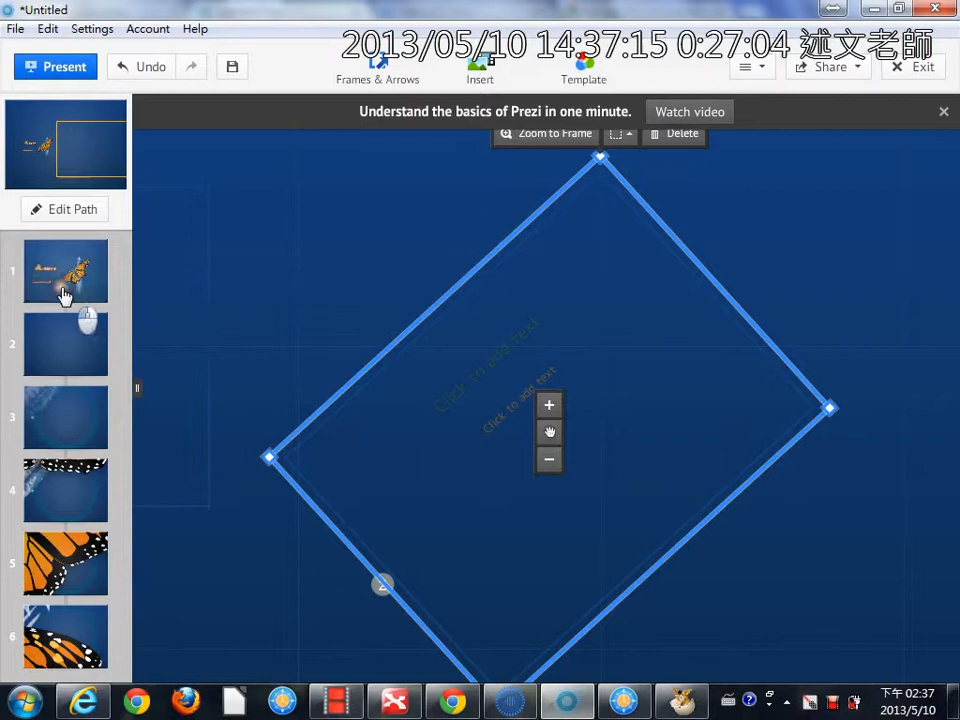 *Untitled
File Edit Settings Account Help
2013/05/10 14:37:15 0:27:04 述文老師
Present Undo Frames & Arrows Insert Template Share Exit
Understand the basics of Prezi in one minute. Watch video
Zoom to Frame Delete
Edit Path
1
2
3
4
5
6
Click to add text
Click to add text
2
下午 02:37
2013/5/10